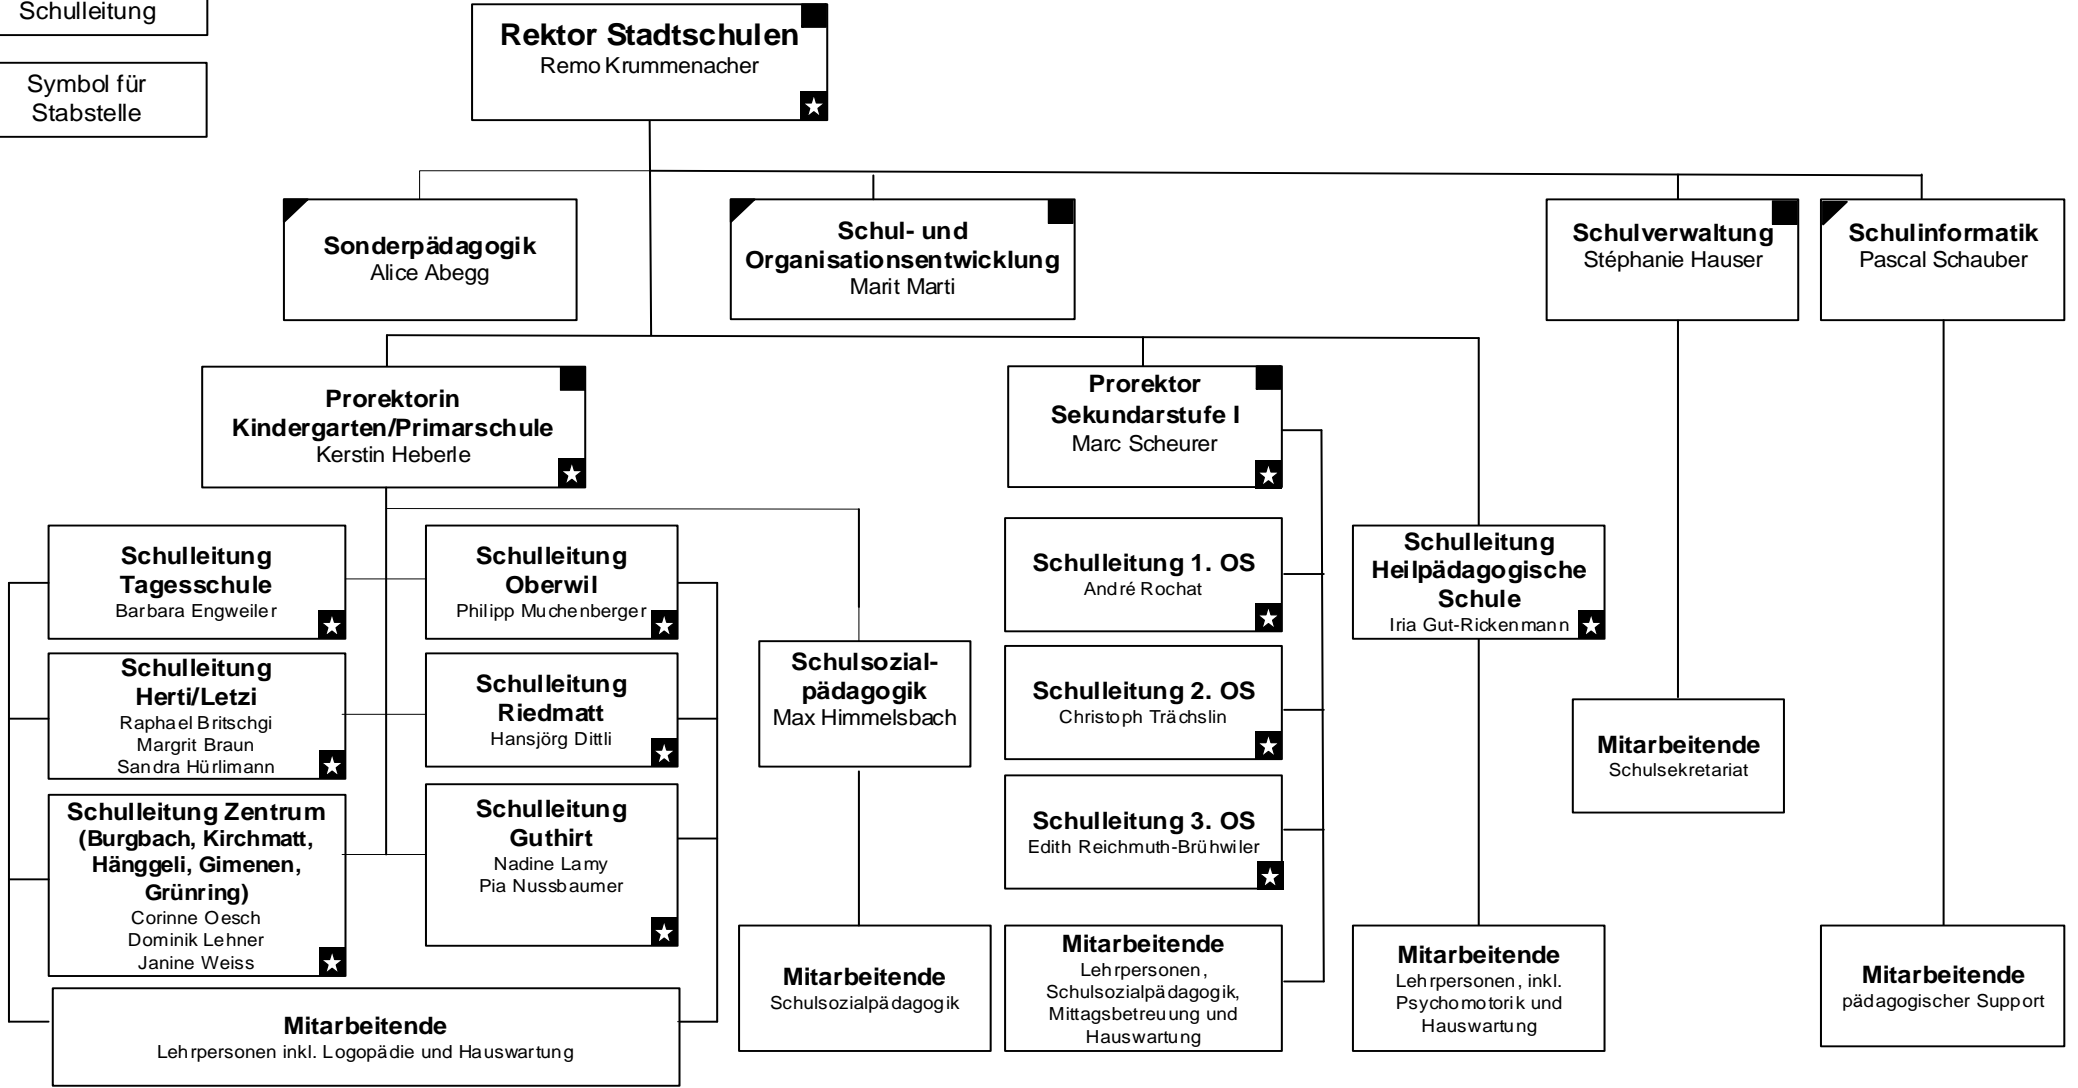 Schulleitung
Symbol für
Stabstelle
Rektor Stadtschulen
Remo Krummenacher
Sonderpädagogik
Alice Abegg
Schul- und
Organisationsentwicklung
Marit Marti
Schulverwaltung
Stéphanie Hauser
Schulinformatik
Pascal Schauber
Prorektorin
Kindergarten/Primarschule
Kerstin Heberle
Prorektor
Sekundarstufe I
Marc Scheurer
Schulleitung
Tagesschule
Barbara Engweiler
Schulleitung
Oberwil
Philipp Muchenberger
Schulleitung
Herti/Letzi
Raphael Britschgi
Margrit Braun
Sandra Hürlimann
Schulleitung
Riedmatt
Hansjörg Dittli
Schulleitung Zentrum
(Burgbach, Kirchmatt,
Hänggeli, Gimenen,
Grünring)
Corinne Oesch
Dominik Lehner
Janine Weiss
Schulleitung
Guthirt
Nadine Lamy
Pia Nussbaumer
Mitarbeitende
Lehrpersonen inkl. Logopädie und Hauswartung
Schulsozial-
pädagogik
Max Himmelsbach
Mitarbeitende
Schulsozialpädagogik
Schulleitung 1. OS
André Rochat
Schulleitung 2. OS
Christoph Trächslin
Schulleitung 3. OS
Edith Reichmuth-Brühwiler
Mitarbeitende
Lehrpersonen,
Schulsozialpädagogik,
Mittagsbetreuung und
Hauswartung
Schulleitung
Heilpädagogische
Schule
Iria Gut-Rickenmann
Mitarbeitende
Lehrpersonen, inkl.
Psychomotorik und
Hauswartung
Mitarbeitende
Schulsekretariat
Mitarbeitende
pädagogischer Support